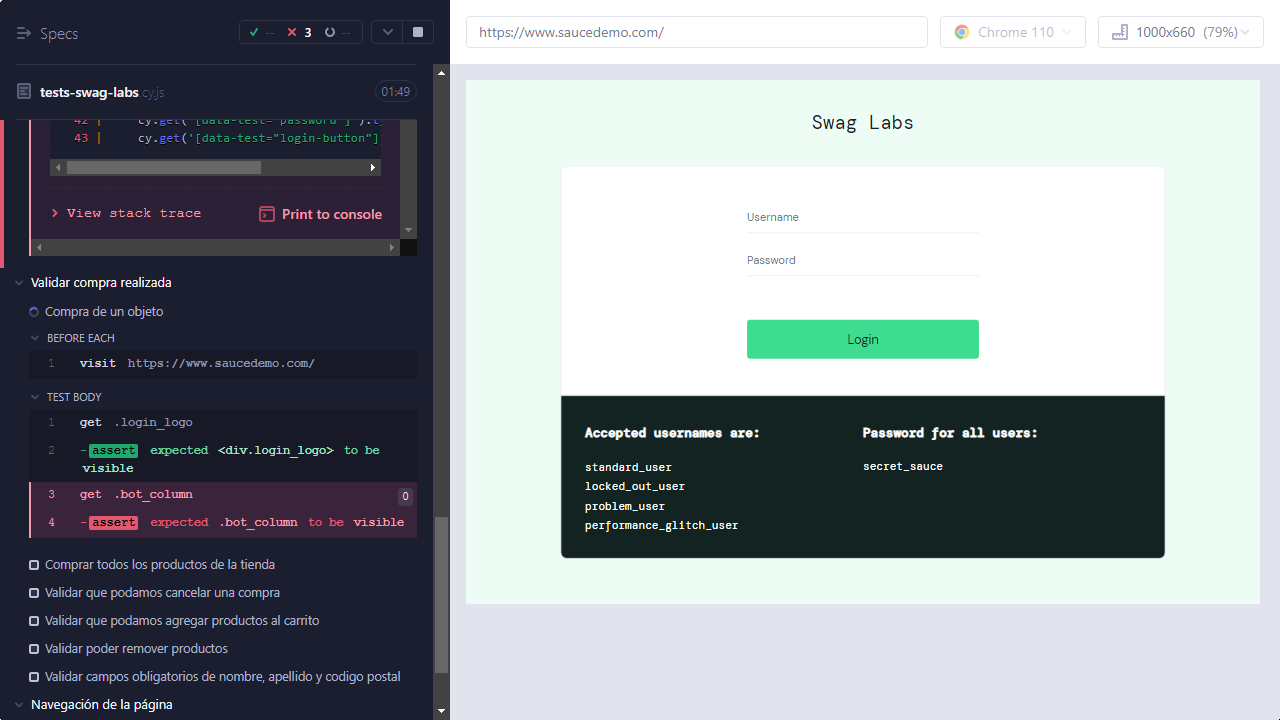 Specs
-- 3 --
tests-swag-labs.cy.js
01:49
42 | cy.get('[data-test="password"]').t
43 | cy.get('[data-test="login-button"]
View stack trace
Print to console
Validar compra realizada
Compra de un objeto
BEFORE EACH
1 visit https://www.saucedemo.com/
TEST BODY
1 get .login_logo
2 -assert expected <div.login_logo> to be
visible
3 get .bot_column 0
4 -assert expected .bot_column to be visible
Comprar todos los productos de la tienda
Validar que podamos cancelar una compra
Validar que podamos agregar productos al carrito
Validar poder remover productos
Validar campos obligatorios de nombre, apellido y codigo postal
Navegación de la página
https://www.saucedemo.com/
Chrome 110
1000x660 (79%)
Swag Labs
Username
Password
Login
Accepted usernames are:
standard_user
locked_out_user
problem_user
performance_glitch_user
Password for all users:
secret_sauce